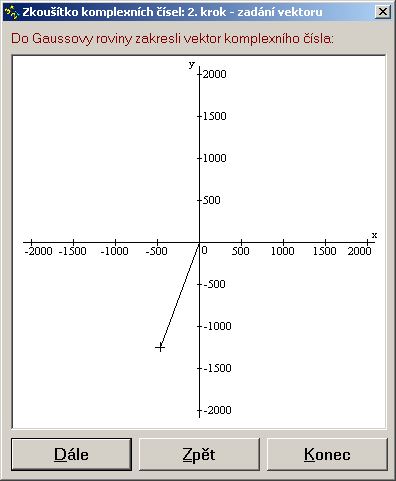 Zkoušítko komplexních čísel: 2. krok - zadání vektoru
Do Gaussovy roviny zakresli vektor komplexního čísla:
y
2000
1500
1000
500
x
-2000 -1500 -1000 -500 0 500 1000 1500 2000
-500
-1000
-1500
-2000
Dále Zpět Konec